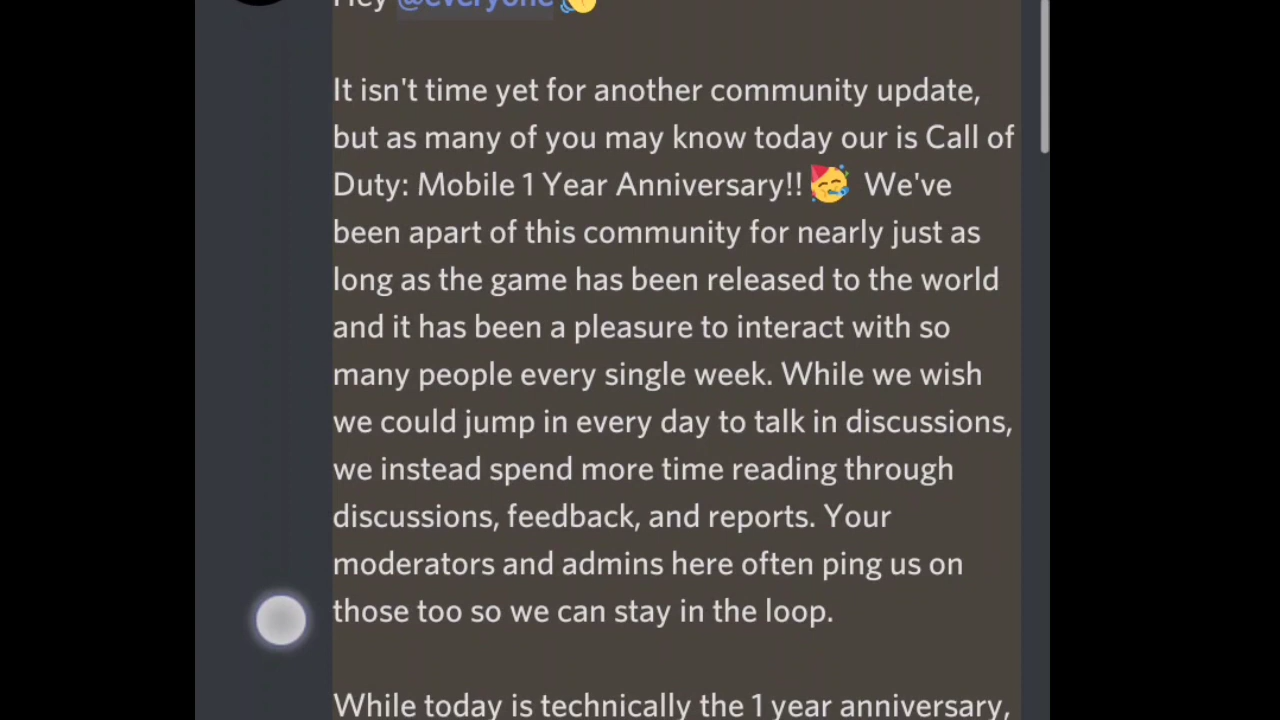 Hey @everyone 👋
It isn't time yet for another community update,
but as many of you may know today our is Call of
Duty: Mobile 1 Year Anniversary!! 🥳 We've
been apart of this community for nearly just as
long as the game has been released to the world
and it has been a pleasure to interact with so
many people every single week. While we wish
we could jump in every day to talk in discussions,
we instead spend more time reading through
discussions, feedback, and reports. Your
moderators and admins here often ping us on
those too so we can stay in the loop.
While today is technically the 1 year anniversary,